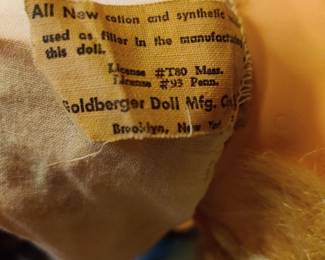 All New cotton and synthetic
used as filler in the manufactu
this doll.
License #T80 Mass.
License #93 Penn.
Goldberger Doll Mfg. Co
Brooklyn, New York